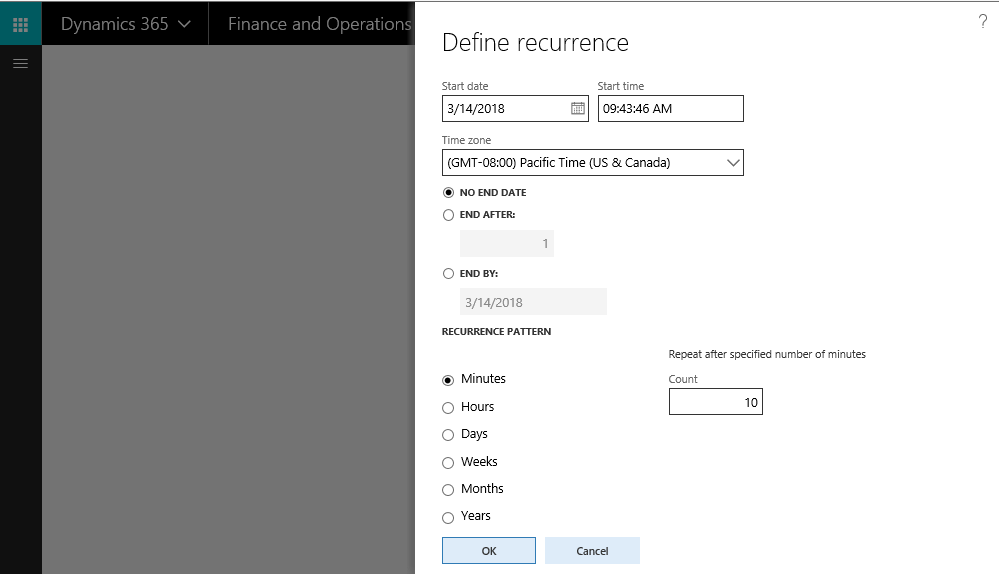 Dynamics 365 Finance and Operations
?
Define recurrence
Start date Start time
3/14/2018 09:43:46 AM
Time zone
(GMT-08:00) Pacific Time (US & Canada)
NO END DATE
END AFTER:
1
END BY:
3/14/2018
RECURRENCE PATTERN
Repeat after specified number of minutes
Minutes
Count
10
Hours
Days
Weeks
Months
Years
OK Cancel